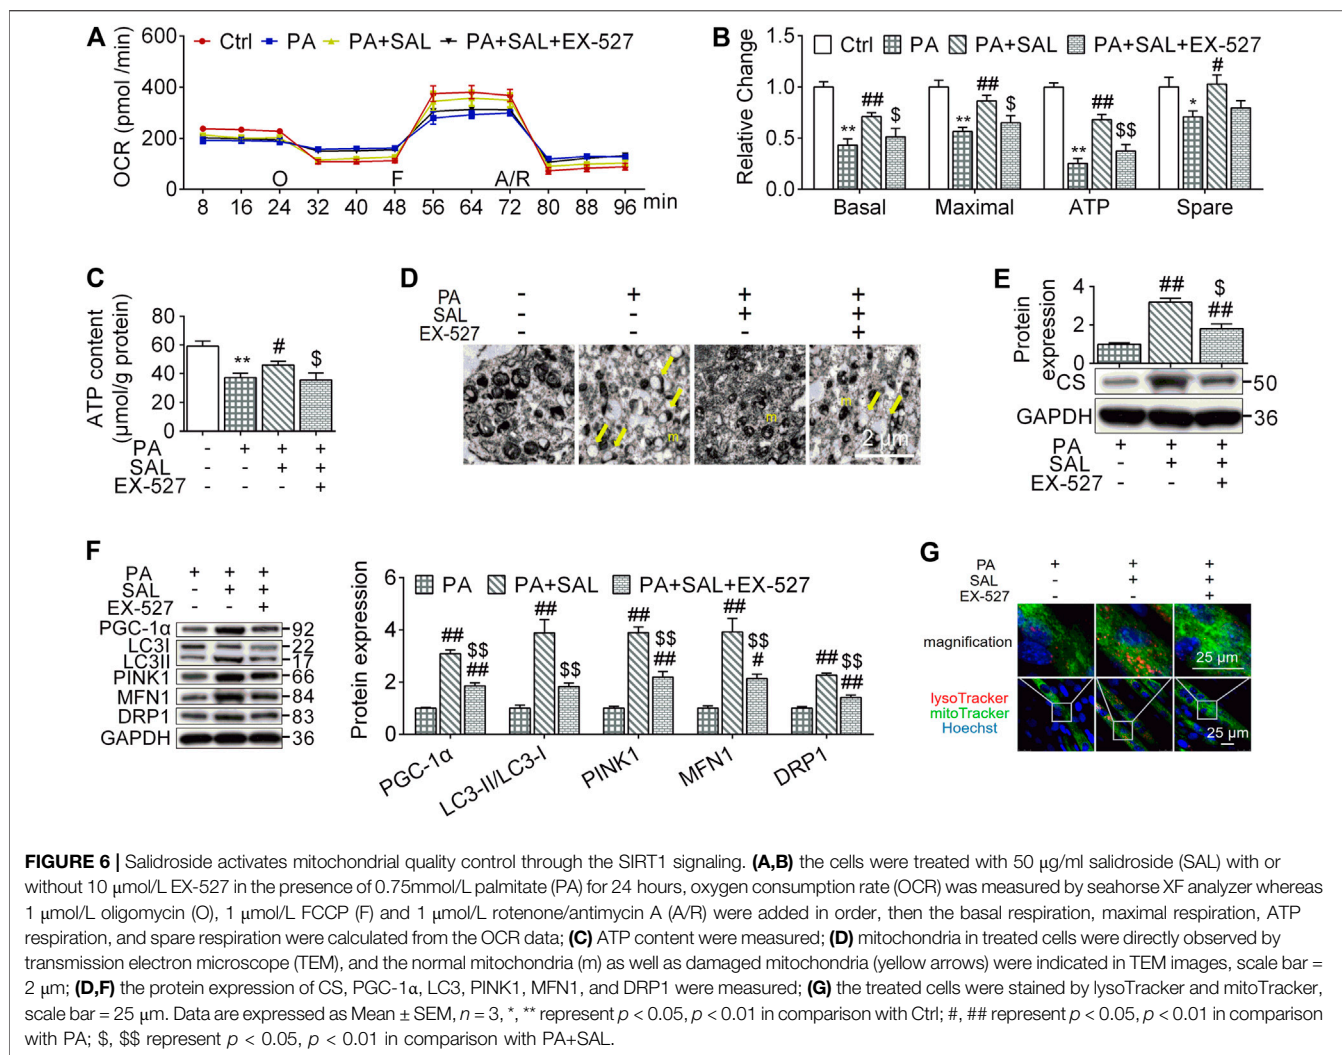 A
600
400
200
0
OCR (pmol /min)
Ctrl PA PA+SAL PA+SAL+EX-527
O F A/R
8 16 24 32 40 48 56 64 72 80 88 96 min
B
1.5
1.0
0.5
0.0
Relative Change
Ctrl PA PA+SAL PA+SAL+EX-527
** ## $
** ## $
** ## $$
* #
Basal Maximal ATP Spare
C
80
60
40
20
0
ATP content
(μmol/g protein)
** # $
PA - + + +
SAL - - + +
EX-527 - - - +
D
PA - + + +
SAL - - + +
EX-527 - - - +
m m m
2 μm
E
4
2
0
Protein
expression
## $
##
CS 50
GAPDH 36
PA + + +
SAL - + +
EX-527 - - +
F
PA + + +
SAL - + +
EX-527 - - +
PGC-1α 92
LC3I 22
LC3II 17
PINK1 66
MFN1 84
DRP1 83
GAPDH 36
6
4
2
0
Protein expression
PA PA+SAL PA+SAL+EX-527
## $$ ##
## $$
## $$ ##
## $$ #
## $$ ##
PGC-1α LC3-II/LC3-I PINK1 MFN1 DRP1
G
PA + + +
SAL - + +
EX-527 - - +
magnification
25 μm
lysoTracker
mitoTracker
Hoechst
25 μm
FIGURE 6 | Salidroside activates mitochondrial quality control through the SIRT1 signaling. (A,B) the cells were treated with 50 μg/ml salidroside (SAL) with or
without 10 μmol/L EX-527 in the presence of 0.75mmol/L palmitate (PA) for 24 hours, oxygen consumption rate (OCR) was measured by seahorse XF analyzer whereas
1 μmol/L oligomycin (O), 1 μmol/L FCCP (F) and 1 μmol/L rotenone/antimycin A (A/R) were added in order, then the basal respiration, maximal respiration, ATP
respiration, and spare respiration were calculated from the OCR data; (C) ATP content were measured; (D) mitochondria in treated cells were directly observed by
transmission electron microscope (TEM), and the normal mitochondria (m) as well as damaged mitochondria (yellow arrows) were indicated in TEM images, scale bar =
2 μm; (D,F) the protein expression of CS, PGC-1α, LC3, PINK1, MFN1, and DRP1 were measured; (G) the treated cells were stained by lysoTracker and mitoTracker,
scale bar = 25 μm. Data are expressed as Mean ± SEM, n = 3, *, ** represent p < 0.05, p < 0.01 in comparison with Ctrl; #, ## represent p < 0.05, p < 0.01 in comparison
with PA; $, $$ represent p < 0.05, p < 0.01 in comparison with PA+SAL.